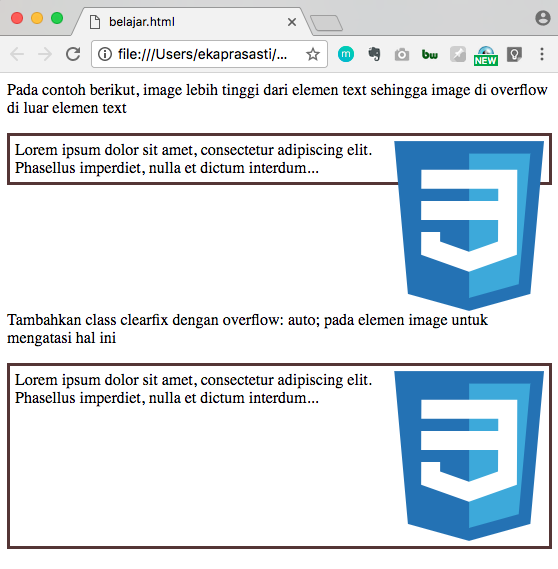 belajar.html
file:///Users/ekaprasasti/...
bw
NEW
Pada contoh berikut, image lebih tinggi dari elemen text sehingga image di overflow
di luar elemen text
Lorem ipsum dolor sit amet, consectetur adipiscing elit.
Phasellus imperdiet, nulla et dictum interdum...
3
Tambahkan class clearfix dengan overflow: auto; pada elemen image untuk
mengatasi hal ini
Lorem ipsum dolor sit amet, consectetur adipiscing elit.
Phasellus imperdiet, nulla et dictum interdum...
3